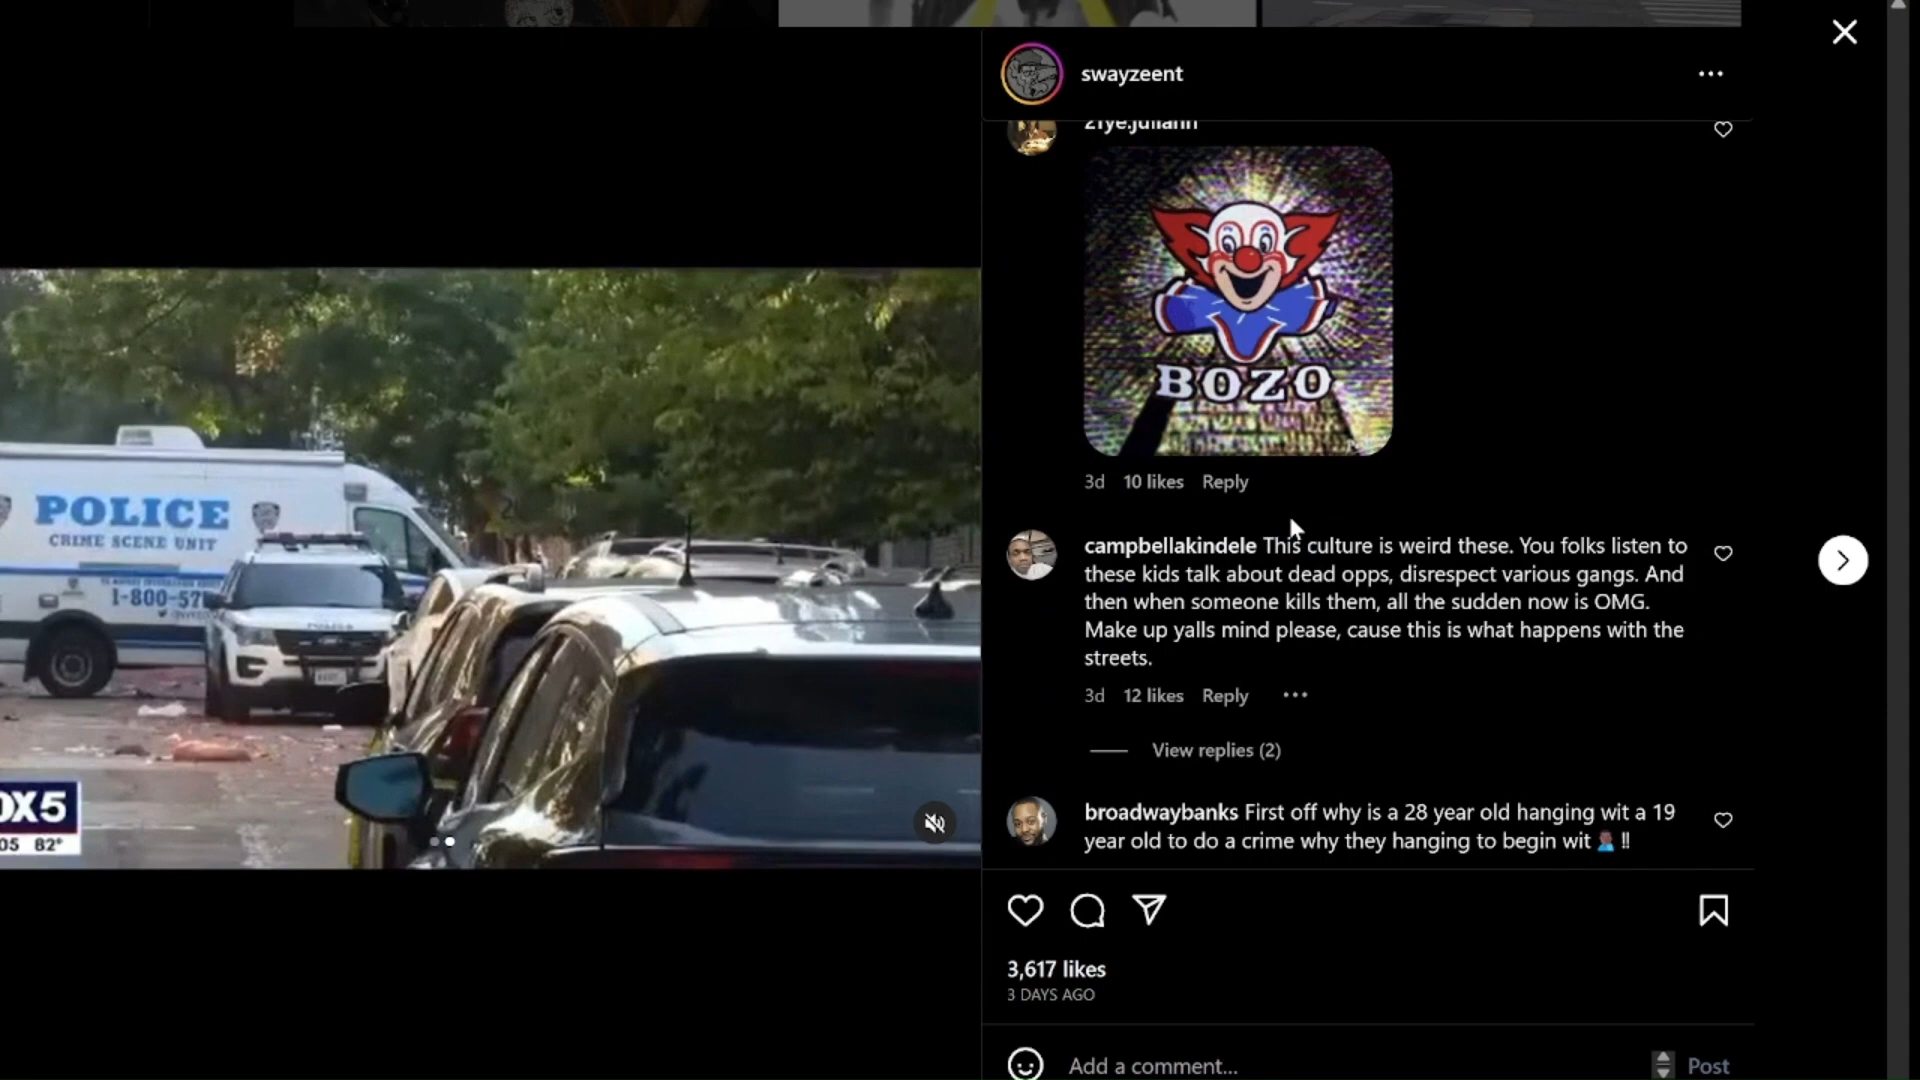 swayzeent
21ye.juliann
BOZO
3d 10 likes Reply
campbellakindele This culture is weird these. You folks listen to
these kids talk about dead opps, disrespect various gangs. And
then when someone kills them, all the sudden now is OMG.
Make up yalls mind please, cause this is what happens with the
streets.
3d 12 likes Reply
View replies (2)
broadwaybanks First off why is a 28 year old hanging wit a 19
year old to do a crime why they hanging to begin wit ‼
3,617 likes
3 DAYS AGO
Add a comment... Post
POLICE
CRIME SCENE UNIT
1-800-57
OX5
05 82°